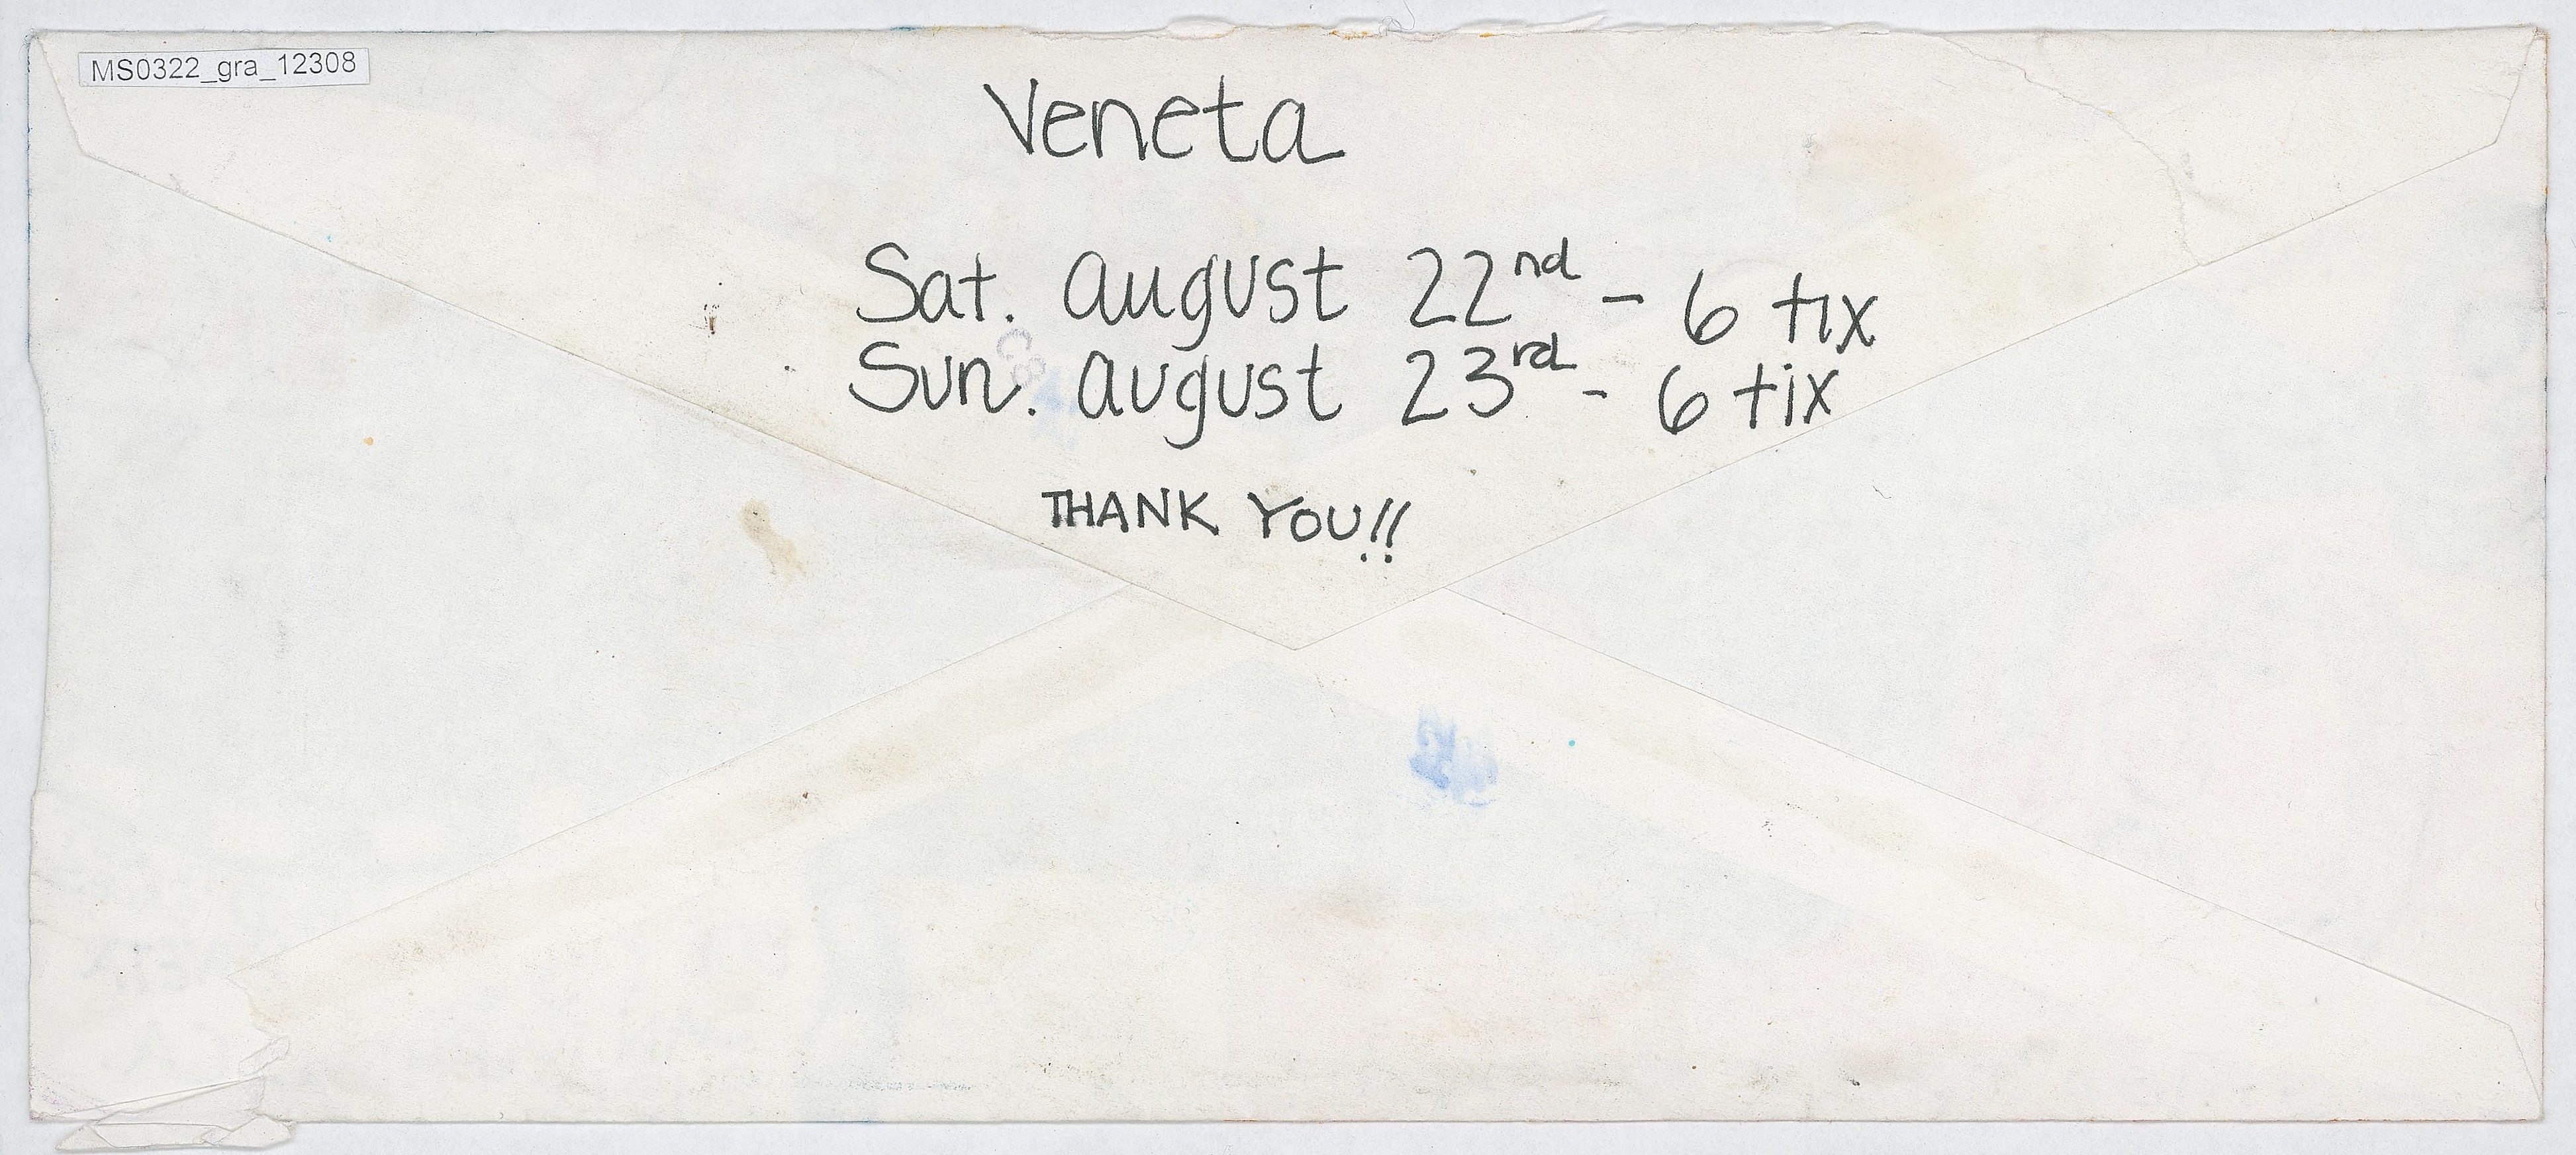 MS0322_gra_12308
Veneta
Sat. august 22nd - 6 tix
Sun. august 23rd - 6 tix
THANK YOU!!